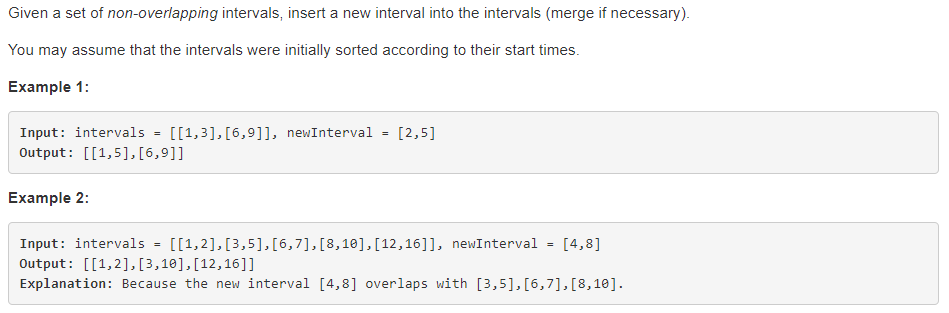 Given a set of non-overlapping intervals, insert a new interval into the intervals (merge if necessary).
You may assume that the intervals were initially sorted according to their start times.
Example 1:
Input: intervals = [[1,3],[6,9]], newInterval = [2,5]
Output: [[1,5],[6,9]]
Example 2:
Input: intervals = [[1,2],[3,5],[6,7],[8,10],[12,16]], newInterval = [4,8]
Output: [[1,2],[3,10],[12,16]]
Explanation: Because the new interval [4,8] overlaps with [3,5],[6,7],[8,10].